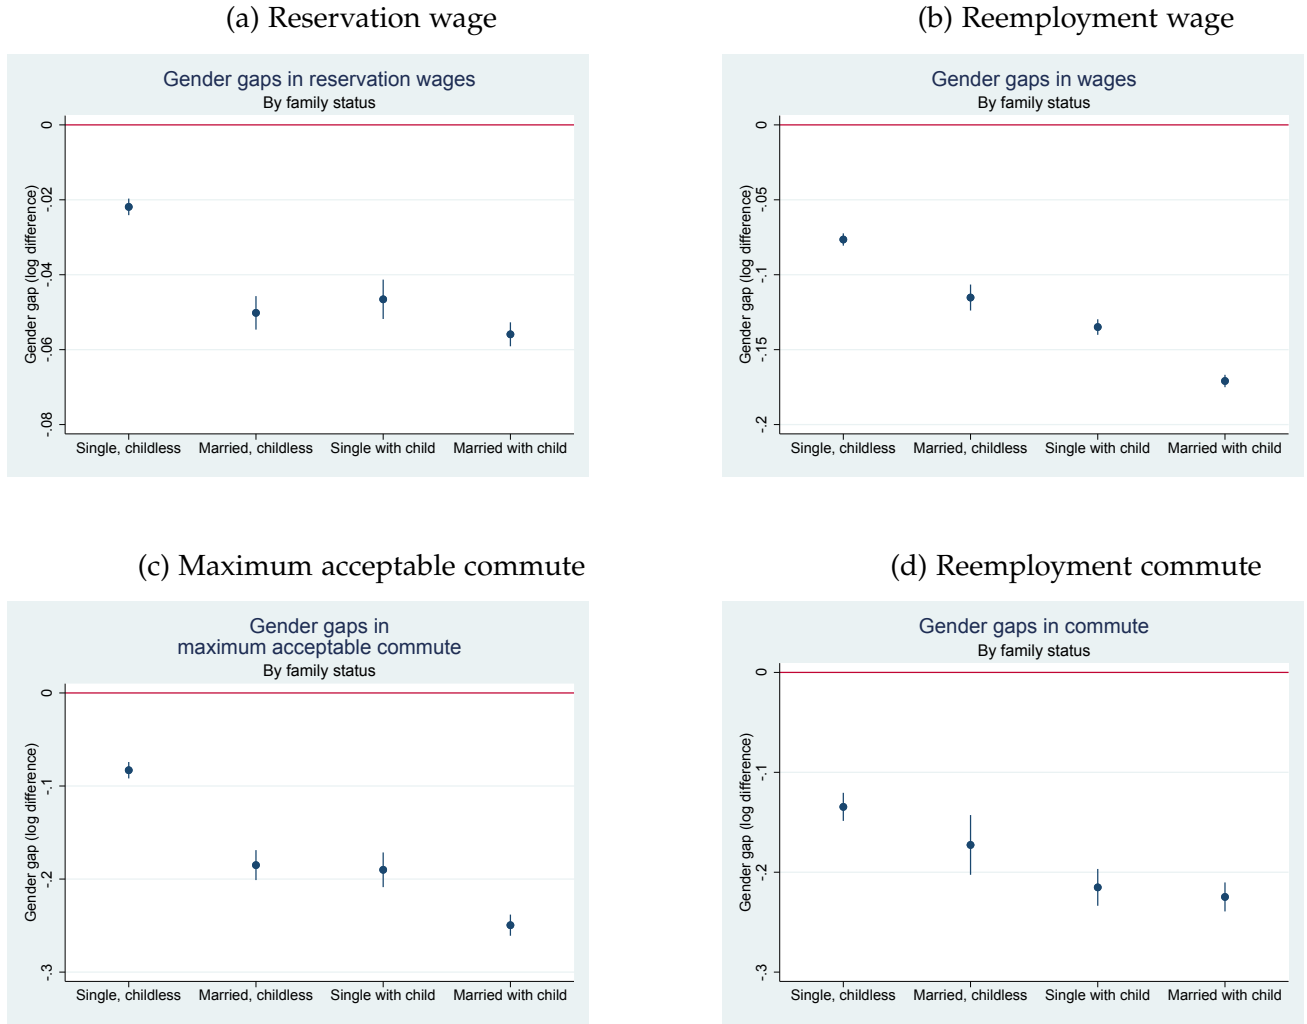 (a) Reservation wage
Gender gaps in reservation wages
By family status
Gender gap (log difference)
0
-.02
-.04
-.06
-.08
Single, childless
Married, childless
Single with child
Married with child
(b) Reemployment wage
Gender gaps in wages
By family status
Gender gap (log difference)
0
-.05
-.1
-.15
-.2
Single, childless
Married, childless
Single with child
Married with child
(c) Maximum acceptable commute
Gender gaps in
maximum acceptable commute
By family status
Gender gap (log difference)
0
-.1
-.2
-.3
Single, childless
Married, childless
Single with child
Married with child
(d) Reemployment commute
Gender gaps in commute
By family status
Gender gap (log difference)
0
-.1
-.2
-.3
Single, childless
Married, childless
Single with child
Married with child